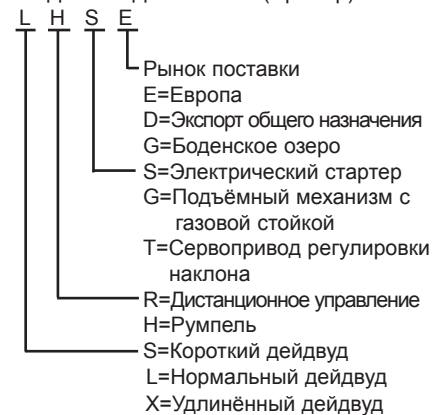 L H S E
Рынок поставки
E=Европа
D=Экспорт общего назначения
G=Боденское озеро
S=Электрический стартер
G=Подъёмный механизм с
газовой стойкой
T=Сервопривод регулировки
наклона
R=Дистанционное управление
H=Румпель
S=Короткий дейдвуд
L=Нормальный дейдвуд
X=Удлинённый дейдвуд